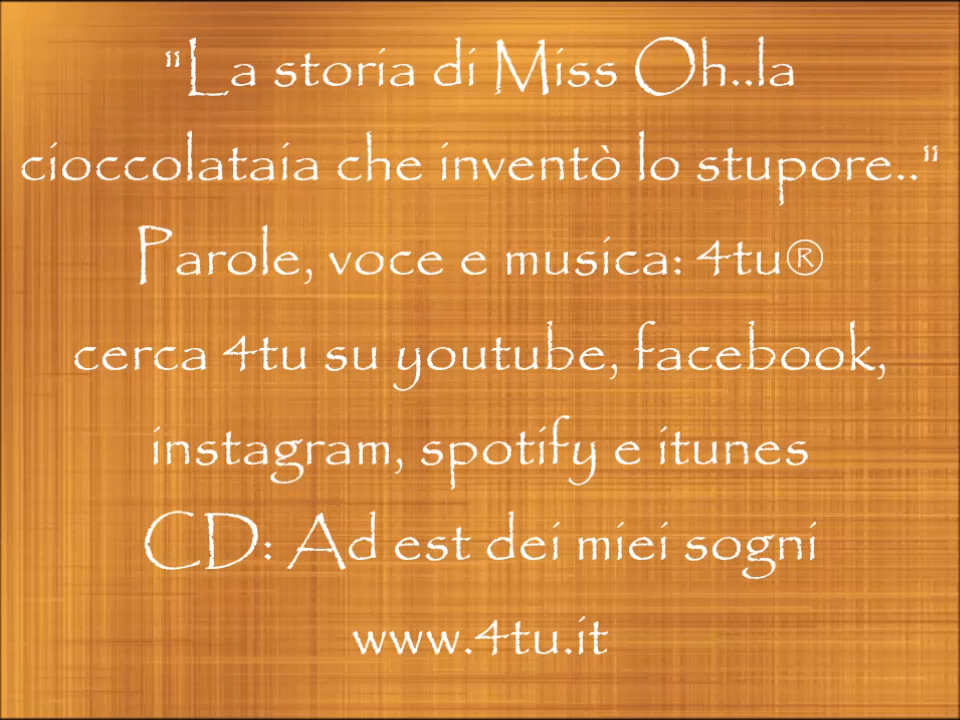 "La storia di Miss Oh..la
cioccolataia che inventò lo stupore.."
Parole, voce e musica: 4tu®
cerca 4tu su youtube, facebook,
instagram, spotify e itunes
CD: Ad est dei miei sogni
www.4tu.it